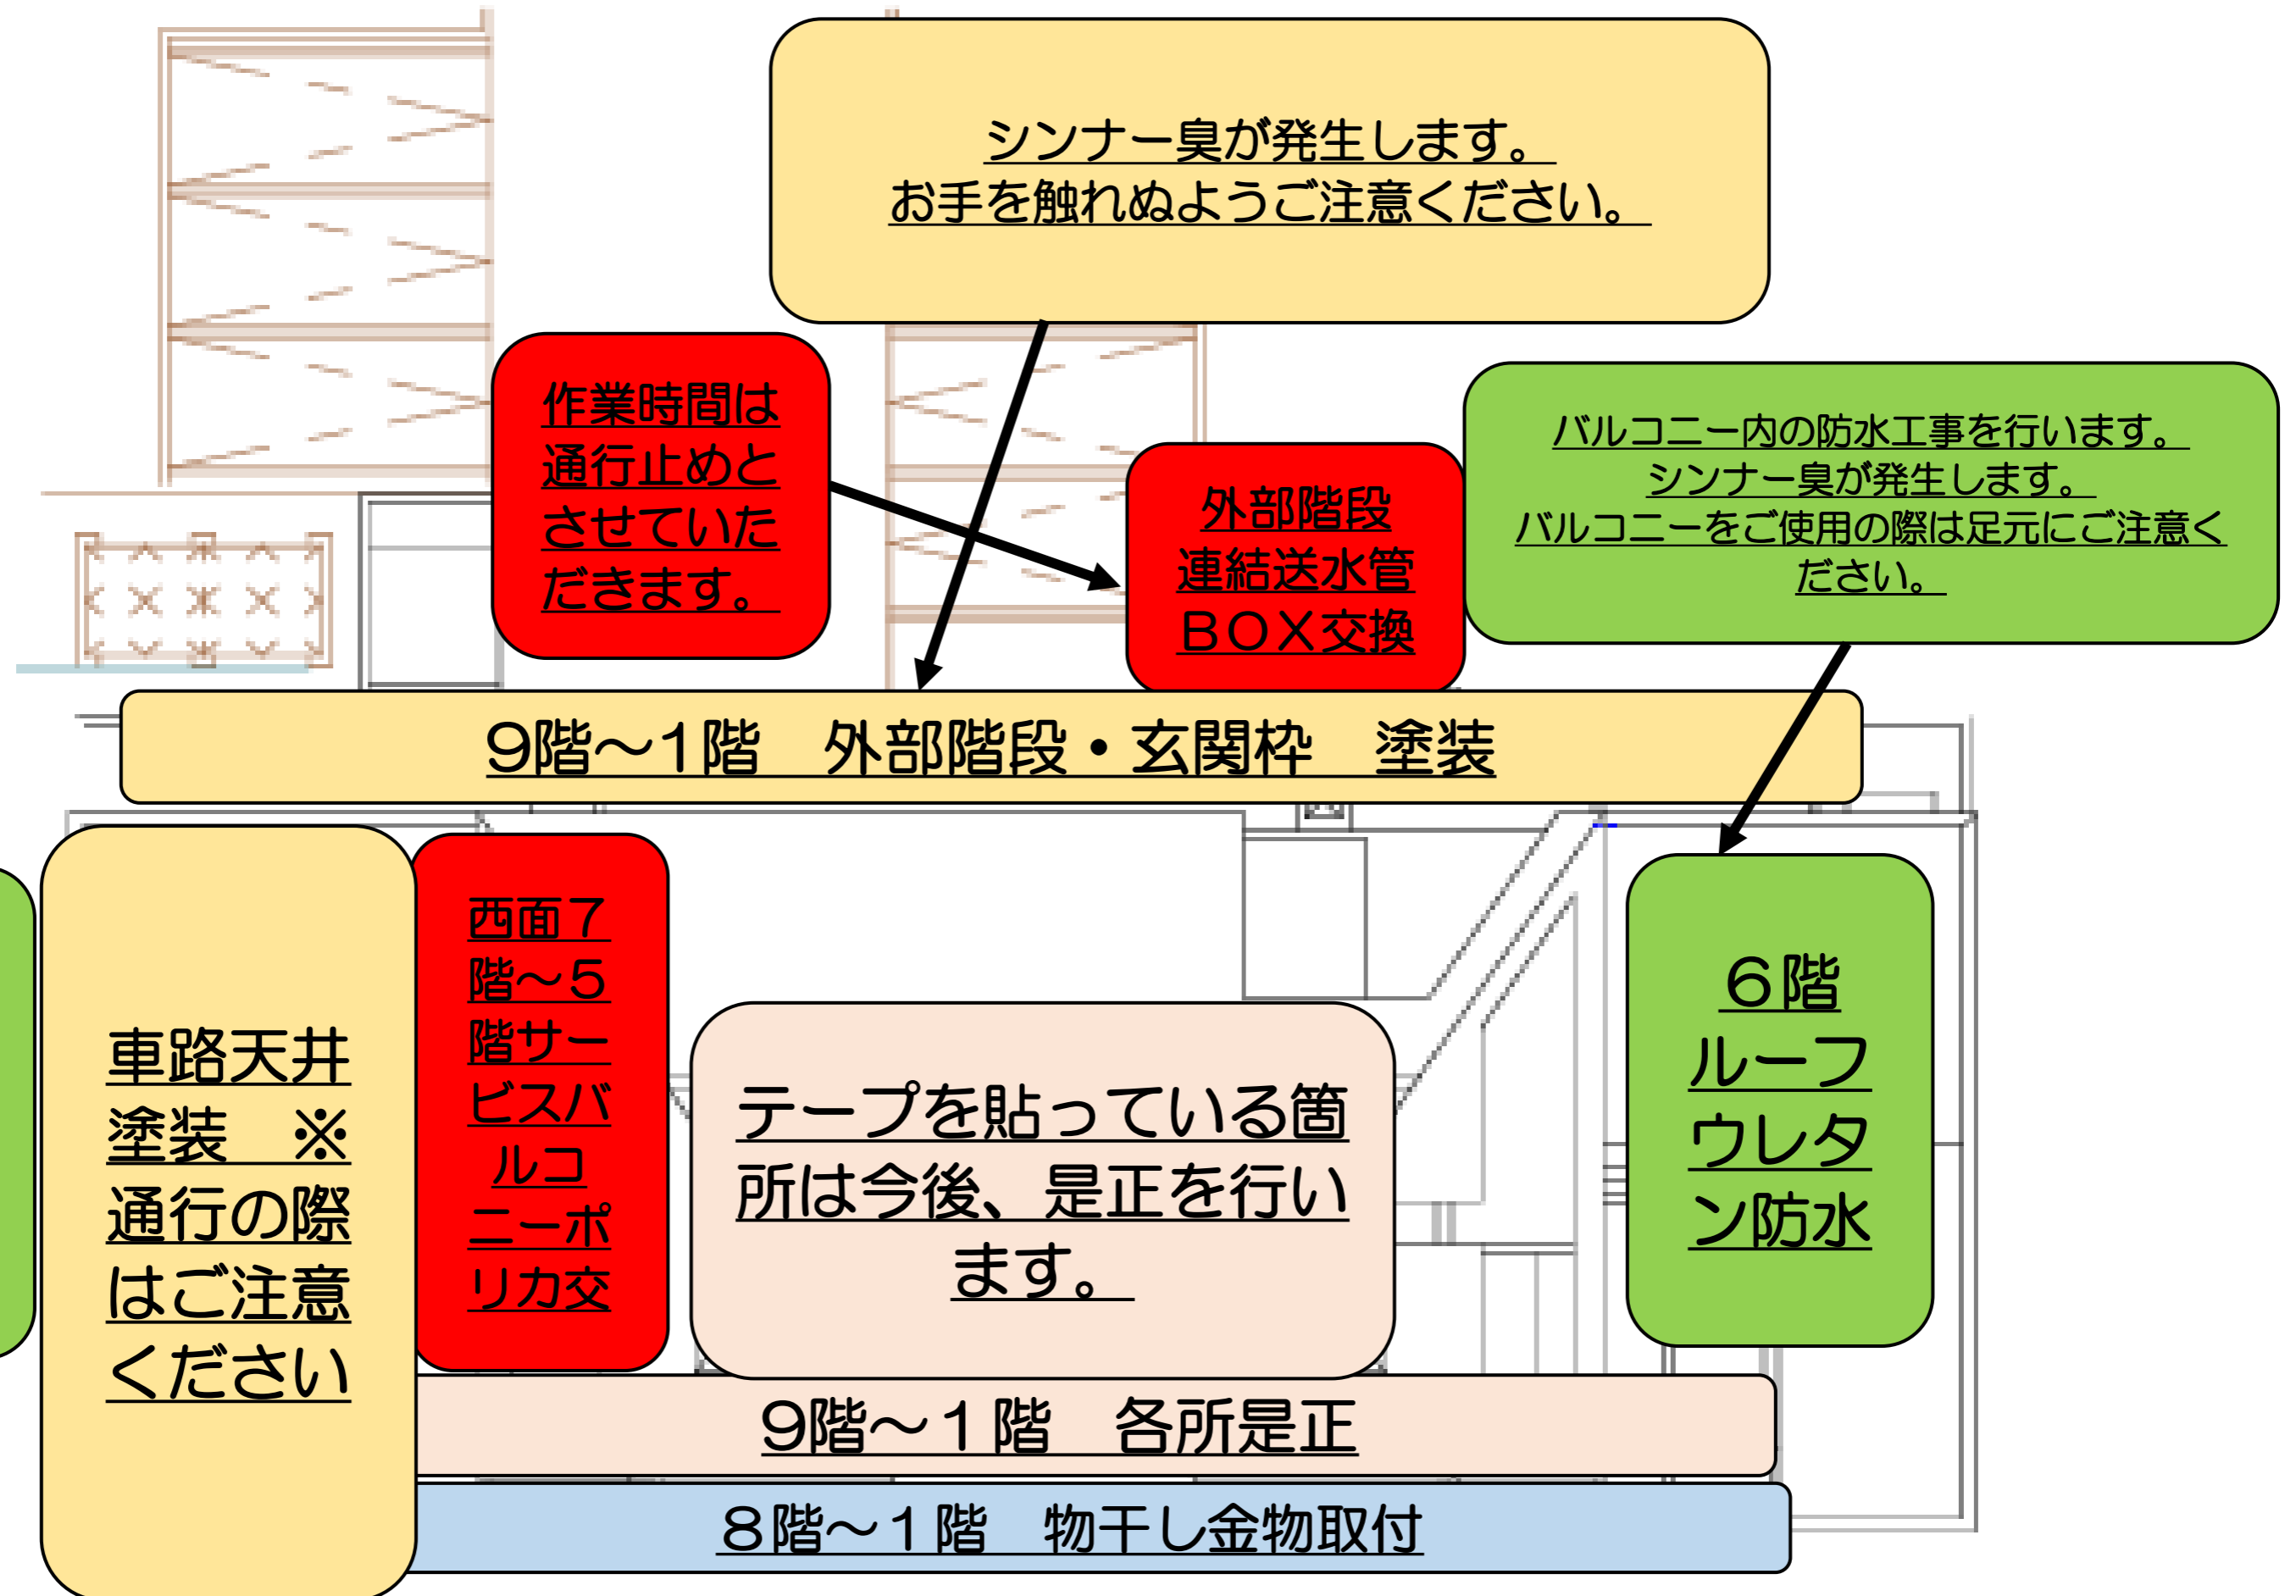 シンナー臭が発生します。
お手を触れぬようご注意ください。
作業時間は
通行止めと
させていた
だきます。
外部階段
連結送水管
ＢＯＸ交換
バルコニー内の防水工事を行います。
シンナー臭が発生します。
バルコニーをご使用の際は足元にご注意く
ださい。
9階～1階　外部階段・玄関枠　塗装
車路天井
塗装　※
通行の際
はご注意
ください
西面７
階～５
階サー
ビスバ
ルコ
ニーポ
リカ交
テープを貼っている箇
所は今後、是正を行い
ます。
６階
ルーフ
ウレタ
ン防水
9階～１階　各所是正
８階～１階　物干し金物取付